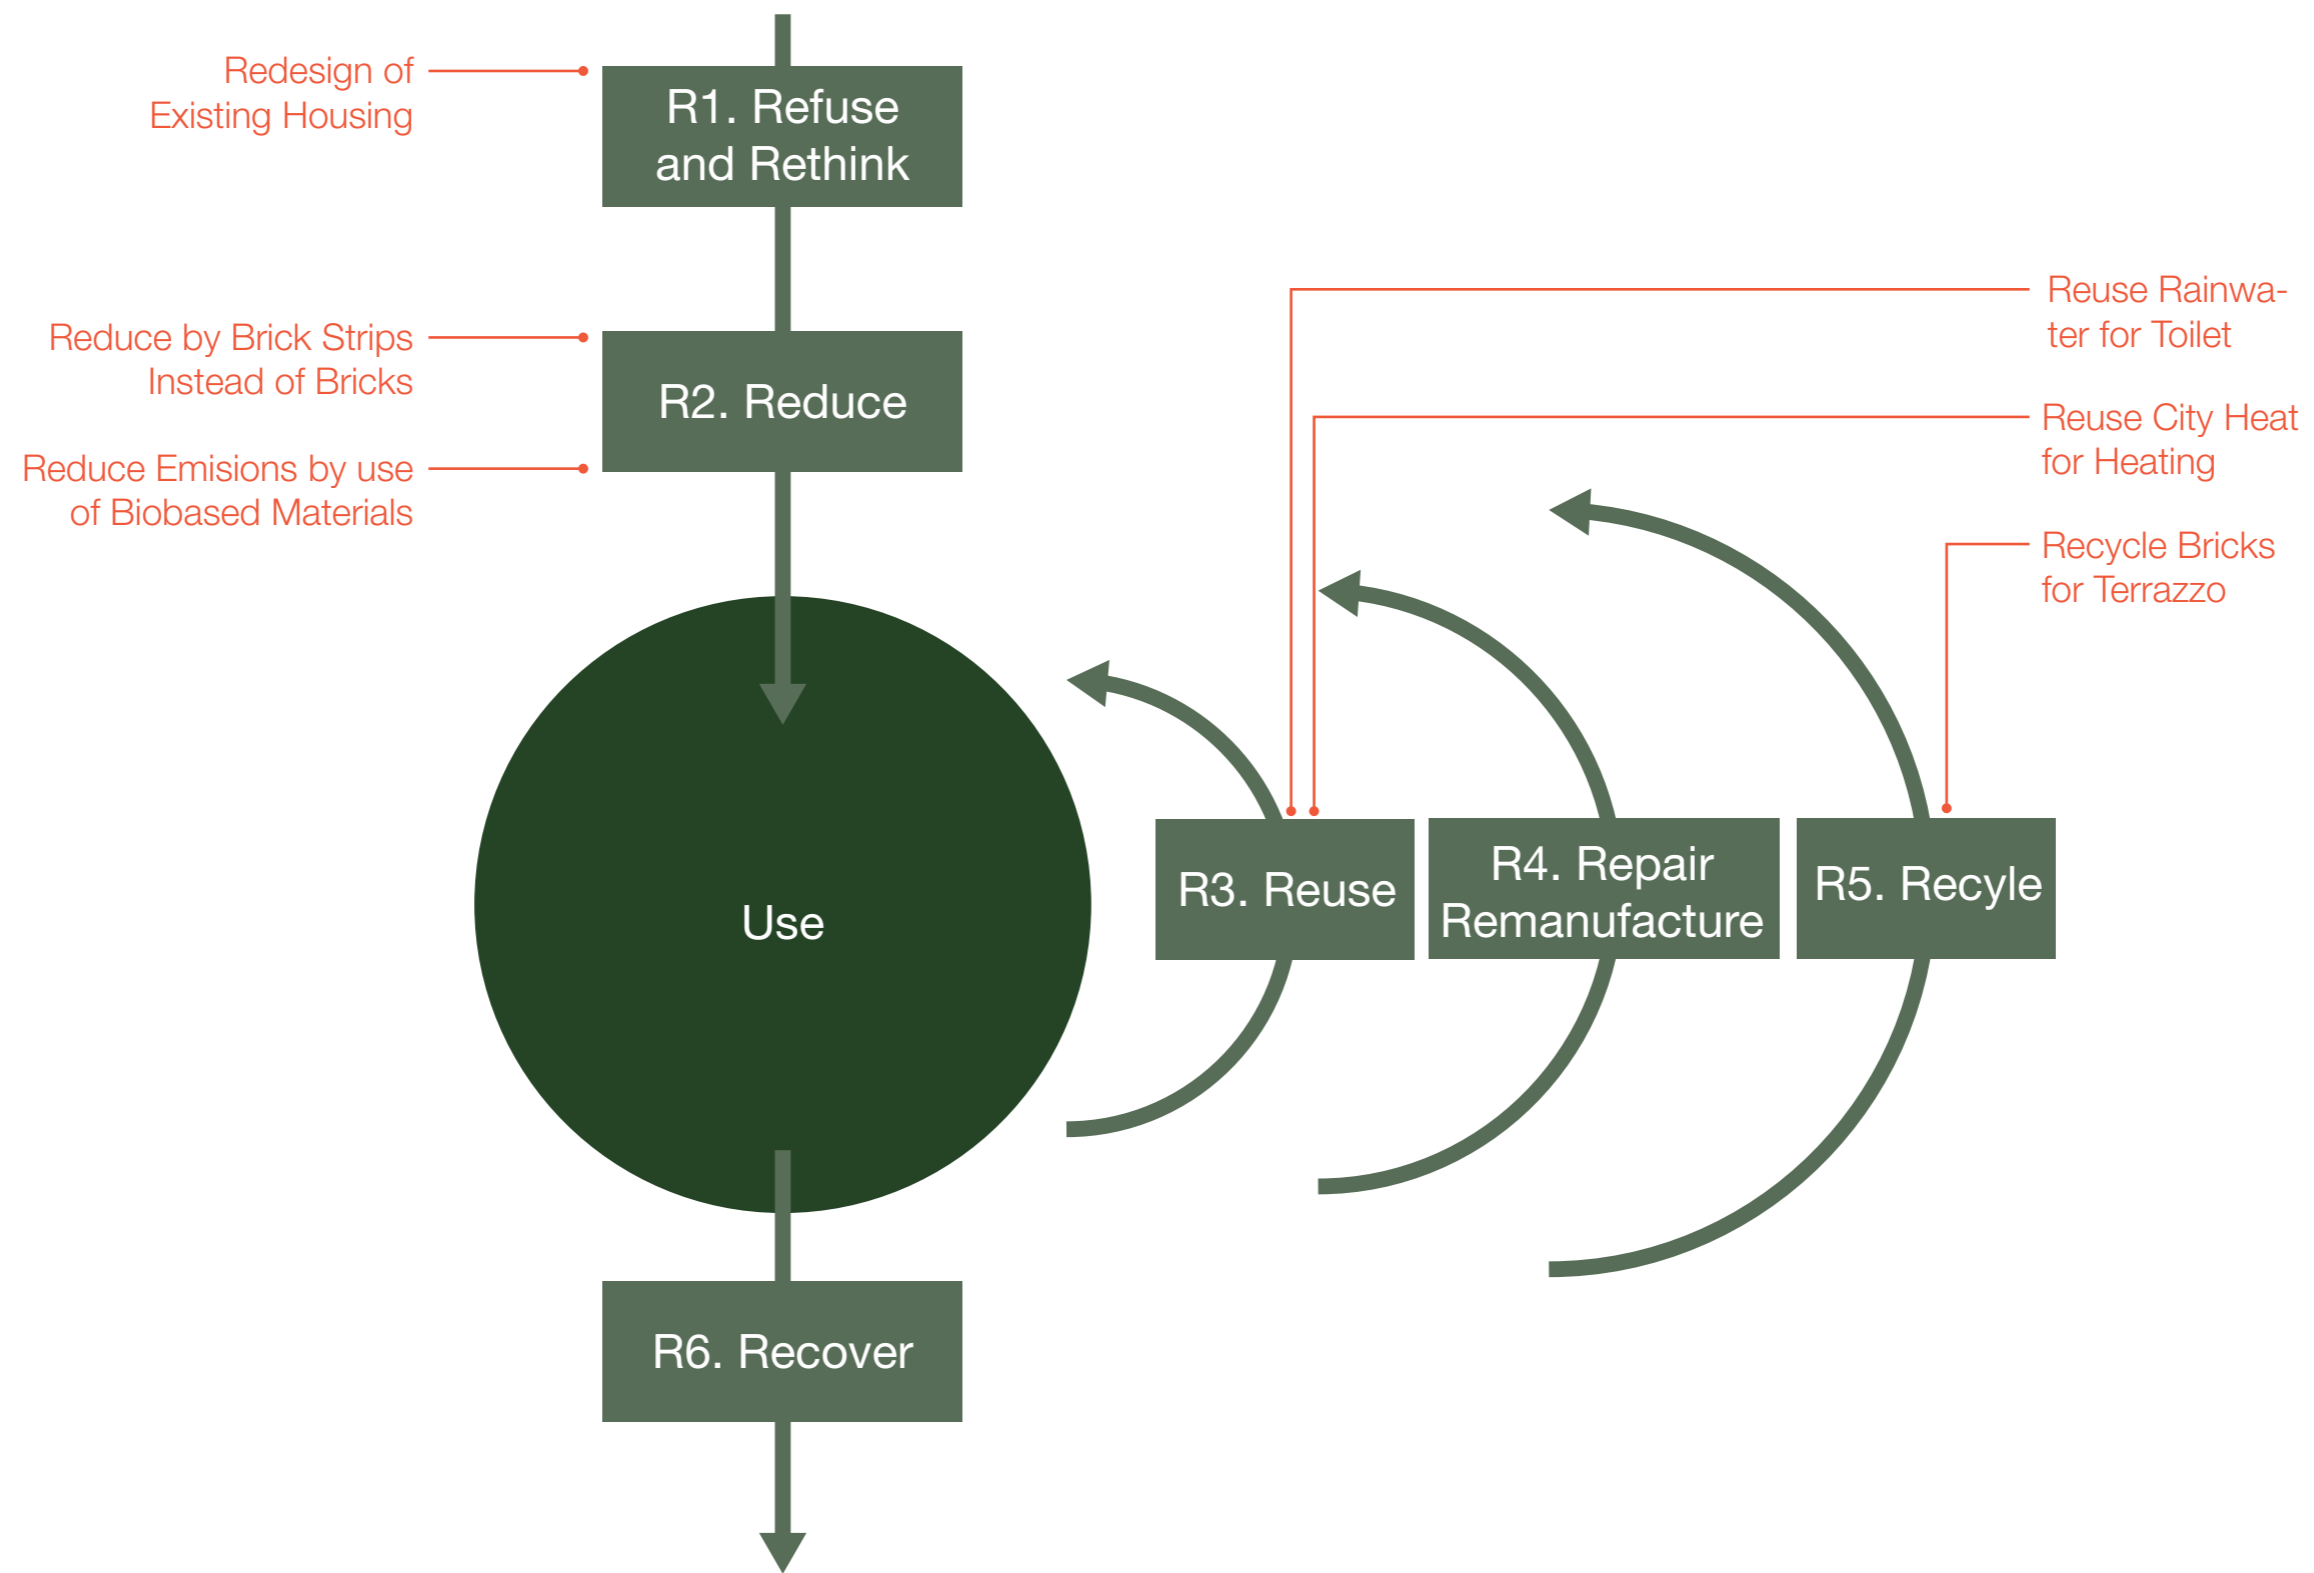 Redesign of
Existing Housing
R1. Refuse
and Rethink
Reduce by Brick Strips
Instead of Bricks
R2. Reduce
Reduce Emisions by use
of Biobased Materials
Reuse Rainwa-
ter for Toilet
Reuse City Heat
for Heating
Recycle Bricks
for Terrazzo
Use
R3. Reuse
R4. Repair
Remanufacture
R5. Recyle
R6. Recover